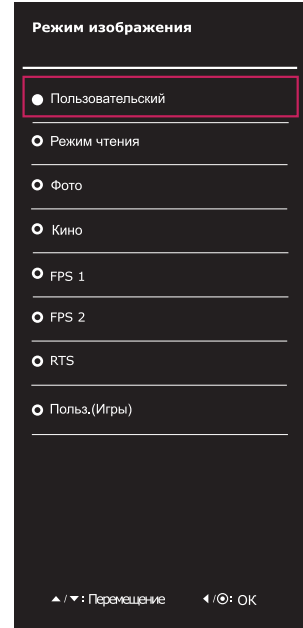 Режим изображения
Пользовательский
Режим чтения
Фото
Кино
FPS 1
FPS 2
RTS
Польз.(Игры)
▲/▼: Перемещение ◀/◉: OK